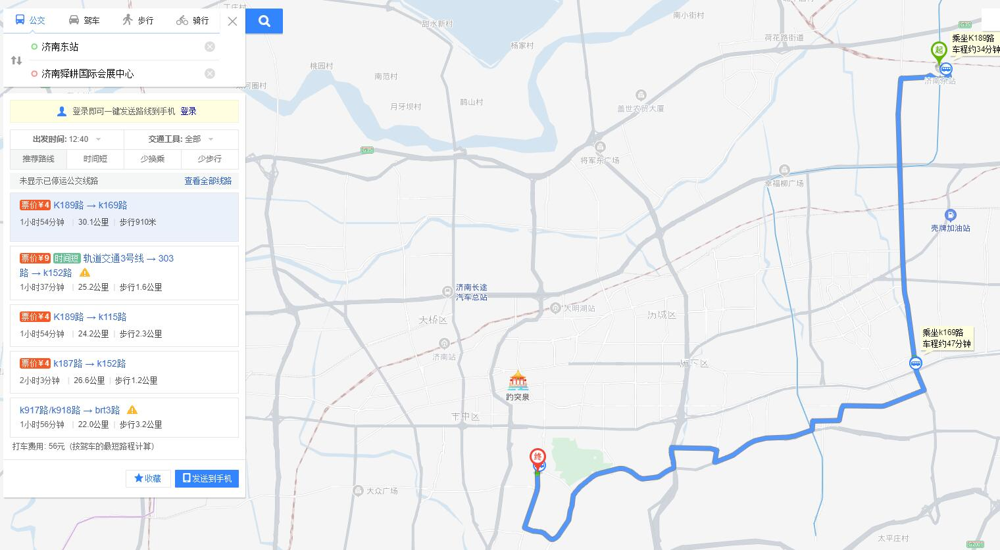 公交
驾车
步行
骑行
济南东站
济南舜耕国际会展中心
登录即可一键发送路线到手机 登录
出发时间: 12:40
交通工具: 全部
推荐路线
时间短
少换乘
少步行
未显示已停运公交线路
查看全部线路
票价¥4 K189路 → k169路
1小时54分钟 | 30.1公里 | 步行910米
票价¥9 时间短 轨道交通3号线 → 303
路 → k152路
1小时37分钟 | 25.2公里 | 步行1.6公里
票价¥4 K189路 → k115路
1小时54分钟 | 24.2公里 | 步行2.3公里
票价¥4 k187路 → k152路
2小时3分钟 | 26.6公里 | 步行1.2公里
k917路/k918路 → brt3路
1小时56分钟 | 22.0公里 | 步行3.2公里
打车费用: 56元（按驾车的最短路程计算）
收藏
发送到手机
甜水新村
南小街村
杨家村
荷花路街道
G35
乘坐K189路
车程约34分钟
起
济南东站
桃园村
南范村
月牙坝村
鹊山村
盖世农贸大厦
G35
将军东广场
幸福柳广场
壳牌加油站
济南长途
汽车总站
大明湖站
大桥区
历城区
济南站
乘坐k169路
车程约47分钟
历下区
趵突泉
市中区
终
大众广场
太平庄村
G2001